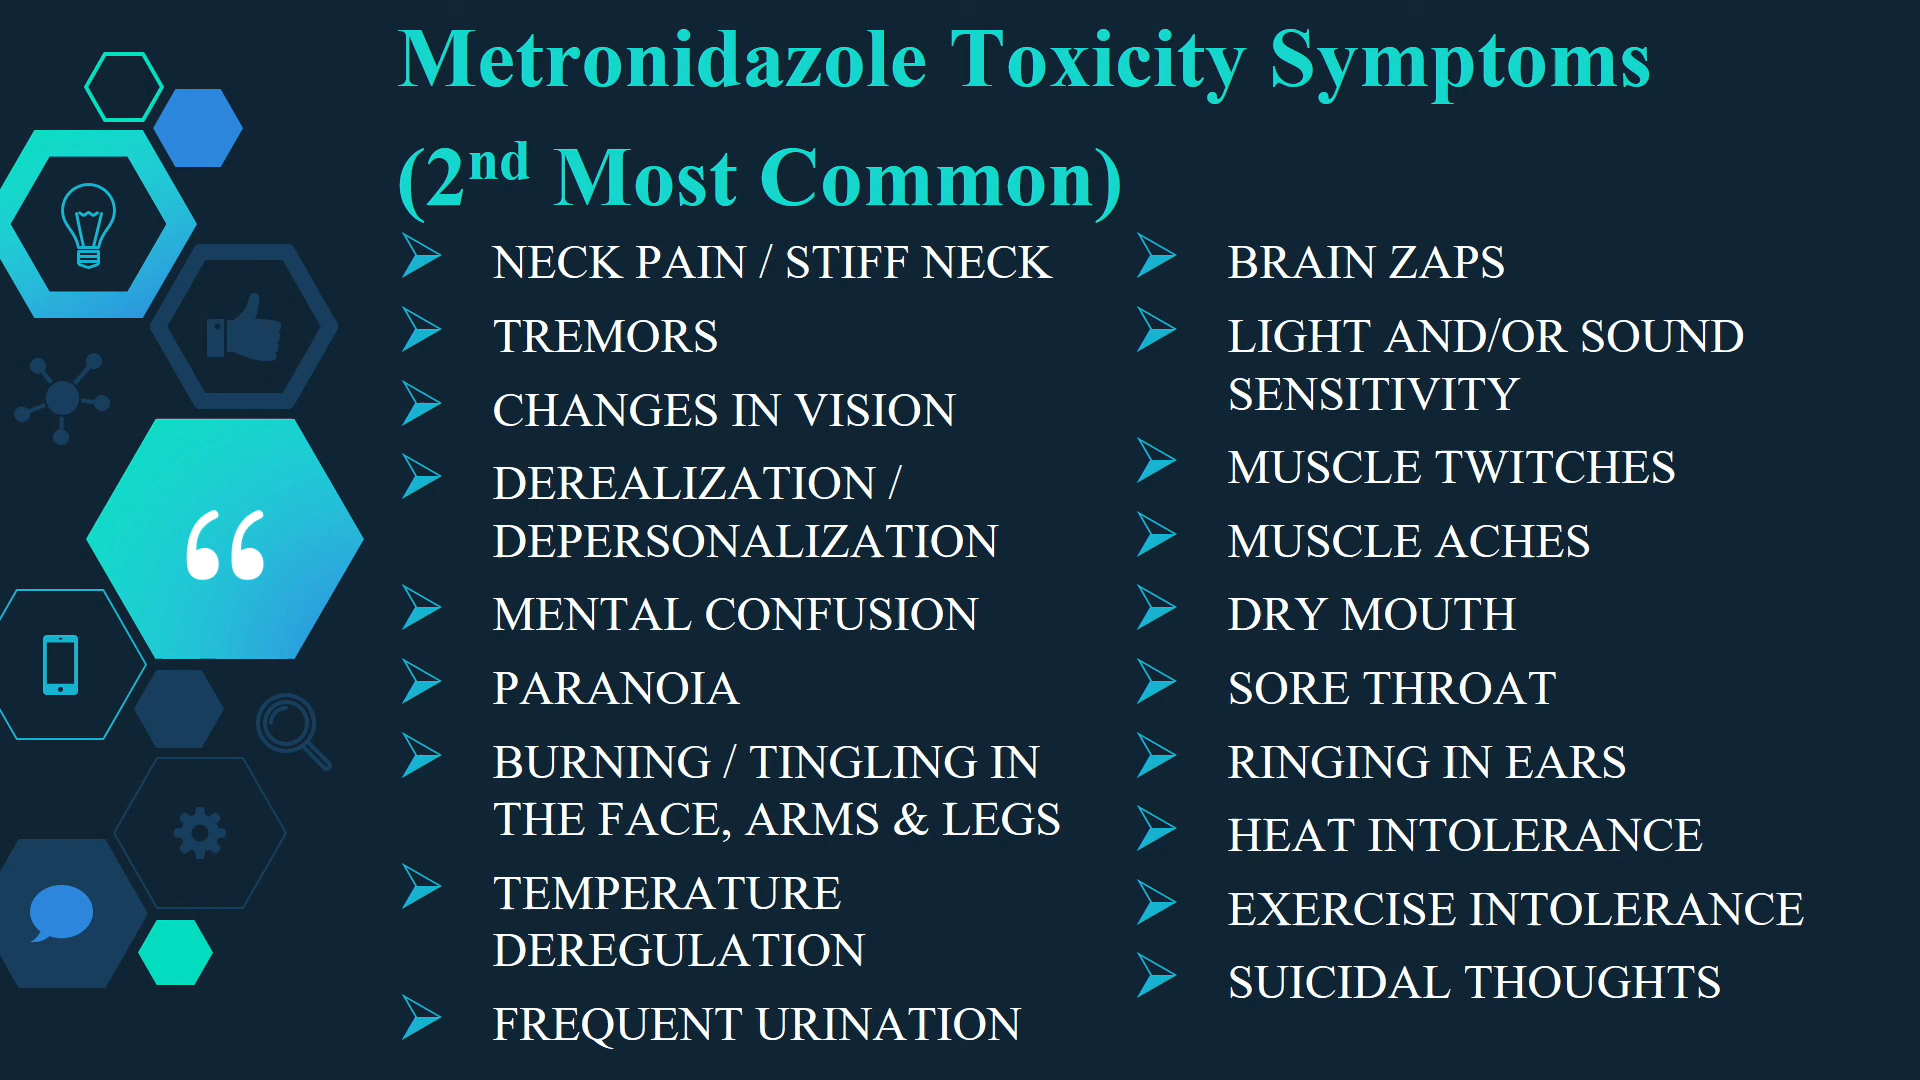 Metronidazole Toxicity Symptoms
(2nd Most Common)
NECK PAIN / STIFF NECK
TREMORS
CHANGES IN VISION
DEREALIZATION /
DEPERSONALIZATION
MENTAL CONFUSION
PARANOIA
BURNING / TINGLING IN
THE FACE, ARMS & LEGS
TEMPERATURE
DEREGULATION
FREQUENT URINATION
BRAIN ZAPS
LIGHT AND/OR SOUND
SENSITIVITY
MUSCLE TWITCHES
MUSCLE ACHES
DRY MOUTH
SORE THROAT
RINGING IN EARS
HEAT INTOLERANCE
EXERCISE INTOLERANCE
SUICIDAL THOUGHTS